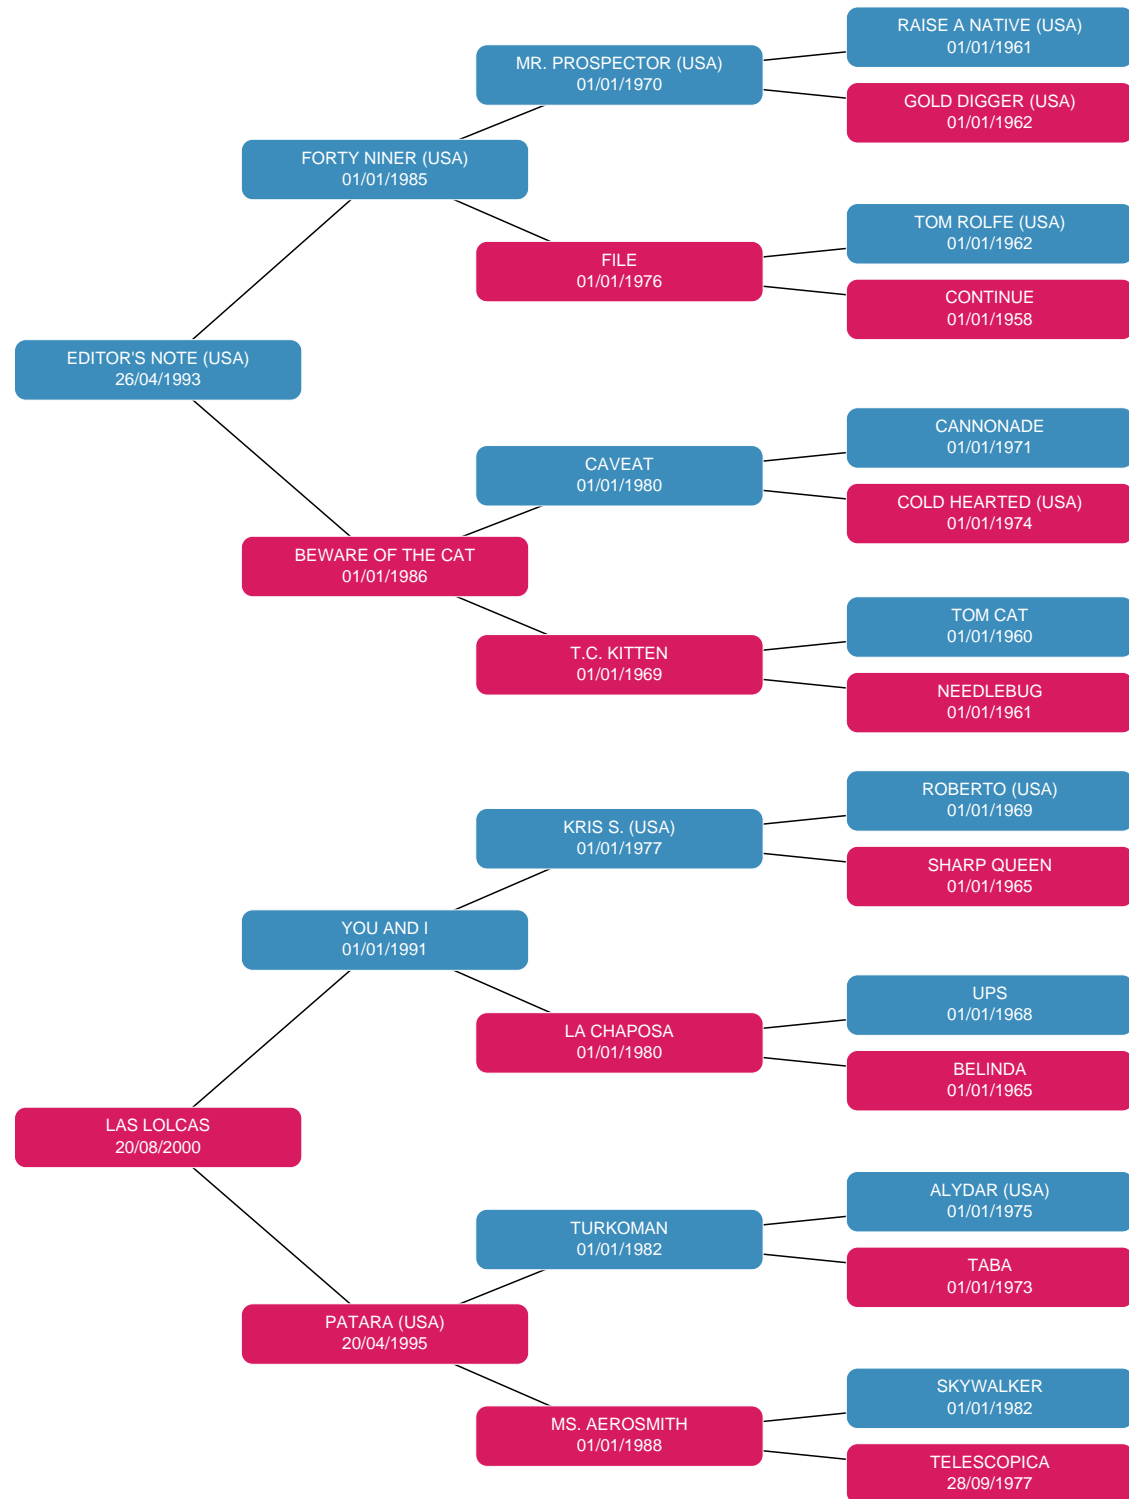 RAISE A NATIVE (USA)
01/01/1961
MR. PROSPECTOR (USA)
01/01/1970
GOLD DIGGER (USA)
01/01/1962
FORTY NINER (USA)
01/01/1985
TOM ROLFE (USA)
01/01/1962
FILE
01/01/1976
CONTINUE
01/01/1958
EDITOR'S NOTE (USA)
26/04/1993
CANNONADE
01/01/1971
CAVEAT
01/01/1980
COLD HEARTED (USA)
01/01/1974
BEWARE OF THE CAT
01/01/1986
TOM CAT
01/01/1960
T.C. KITTEN
01/01/1969
NEEDLEBUG
01/01/1961
ROBERTO (USA)
01/01/1969
KRIS S. (USA)
01/01/1977
SHARP QUEEN
01/01/1965
YOU AND I
01/01/1991
UPS
01/01/1968
LA CHAPOSA
01/01/1980
BELINDA
01/01/1965
LAS LOLCAS
20/08/2000
ALYDAR (USA)
01/01/1975
TURKOMAN
01/01/1982
TABA
01/01/1973
PATARA (USA)
20/04/1995
SKYWALKER
01/01/1982
MS. AEROSMITH
01/01/1988
TELESCOPICA
28/09/1977